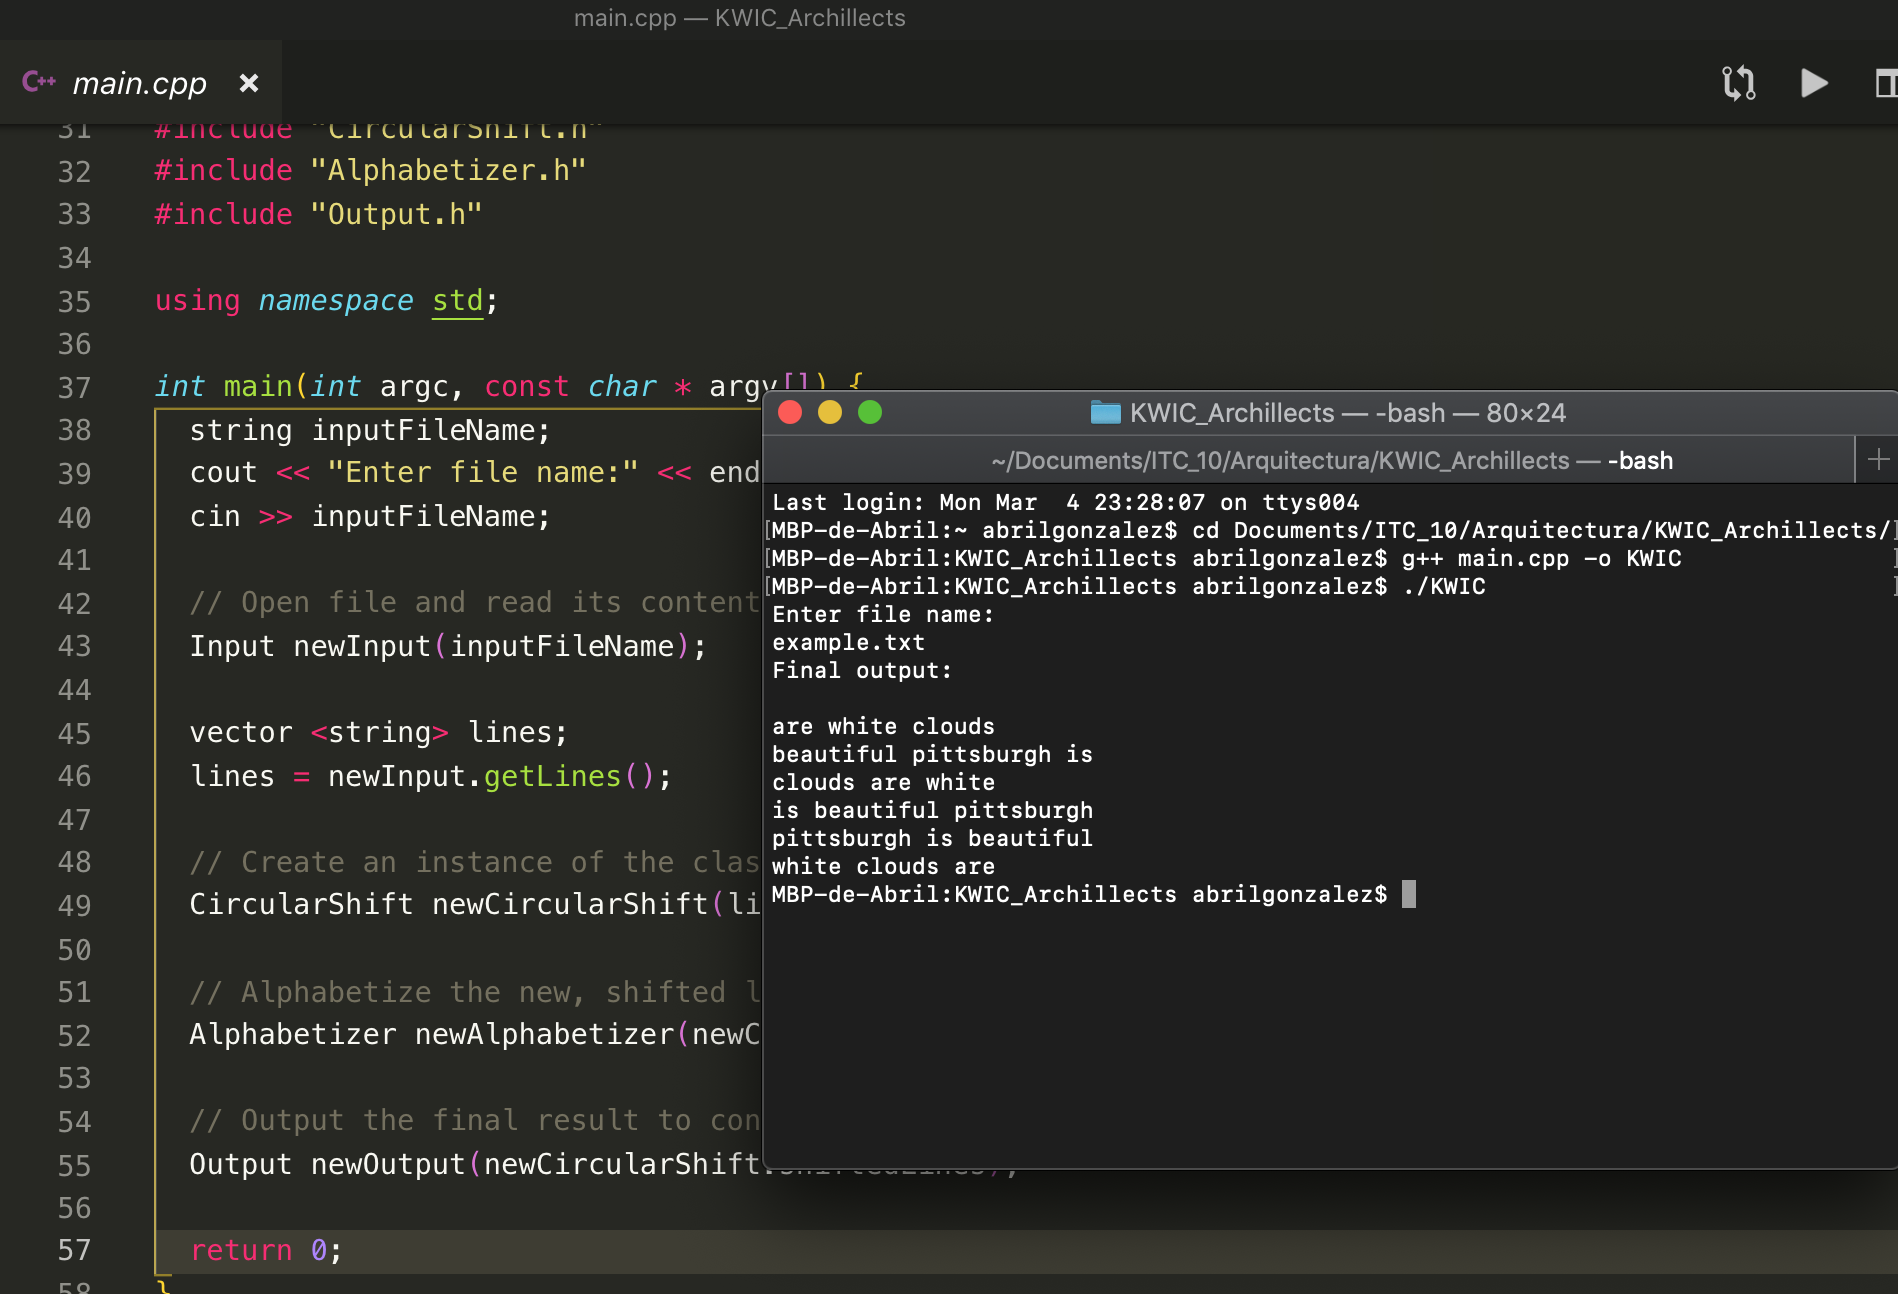 main.cpp — KWIC_Archillects
C++ main.cpp ×
31 #include "CircularShift.h"
32 #include "Alphabetizer.h"
33 #include "Output.h"
34
35 using namespace std;
36
37 int main(int argc, const char * argv[]) {
38 string inputFileName;
39 cout << "Enter file name:" << end
40 cin >> inputFileName;
41
42 // Open file and read its content
43 Input newInput(inputFileName);
44
45 vector <string> lines;
46 lines = newInput.getLines();
47
48 // Create an instance of the clas
49 CircularShift newCircularShift(li
50
51 // Alphabetize the new, shifted l
52 Alphabetizer newAlphabetizer(newC
53
54 // Output the final result to con
55 Output newOutput(newCircularShift.shiftedLines);
56
57 return 0;
58 }
KWIC_Archillects — -bash — 80×24
~/Documents/ITC_10/Arquitectura/KWIC_Archillects — -bash +
Last login: Mon Mar  4 23:28:07 on ttys004
[MBP-de-Abril:~ abrilgonzalez$ cd Documents/ITC_10/Arquitectura/KWIC_Archillects/]
[MBP-de-Abril:KWIC_Archillects abrilgonzalez$ g++ main.cpp -o KWIC ]
[MBP-de-Abril:KWIC_Archillects abrilgonzalez$ ./KWIC ]
Enter file name:
example.txt
Final output:

are white clouds
beautiful pittsburgh is
clouds are white
is beautiful pittsburgh
pittsburgh is beautiful
white clouds are
MBP-de-Abril:KWIC_Archillects abrilgonzalez$